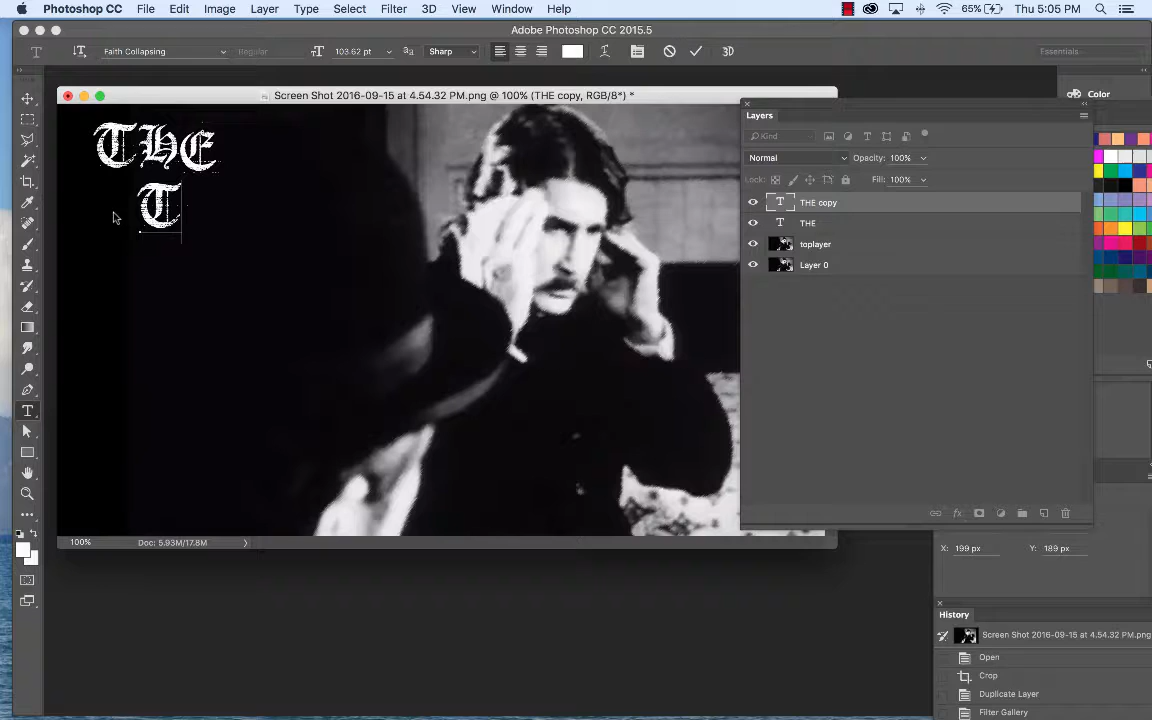 Photoshop CC File Edit Image Layer Type Select Filter 3D View Window Help 65% Thu 5:05 PM
Adobe Photoshop CC 2015.5
T Faith Collapsing Regular 103.62 pt Sharp 3D Essentials
Screen Shot 2016-09-15 at 4.54.32 PM.png @ 100% (THE copy, RGB/8*) *
Color
THE
T
Layers
Kind
Normal Opacity: 100%
Lock: Fill: 100%
THE copy
THE
toplayer
Layer 0
100% Doc: 5.93M/17.8M
X: 199 px Y: 189 px
History
Screen Shot 2016-09-15 at 4.54.32 PM.png
Open
Crop
Duplicate Layer
Filter Gallery